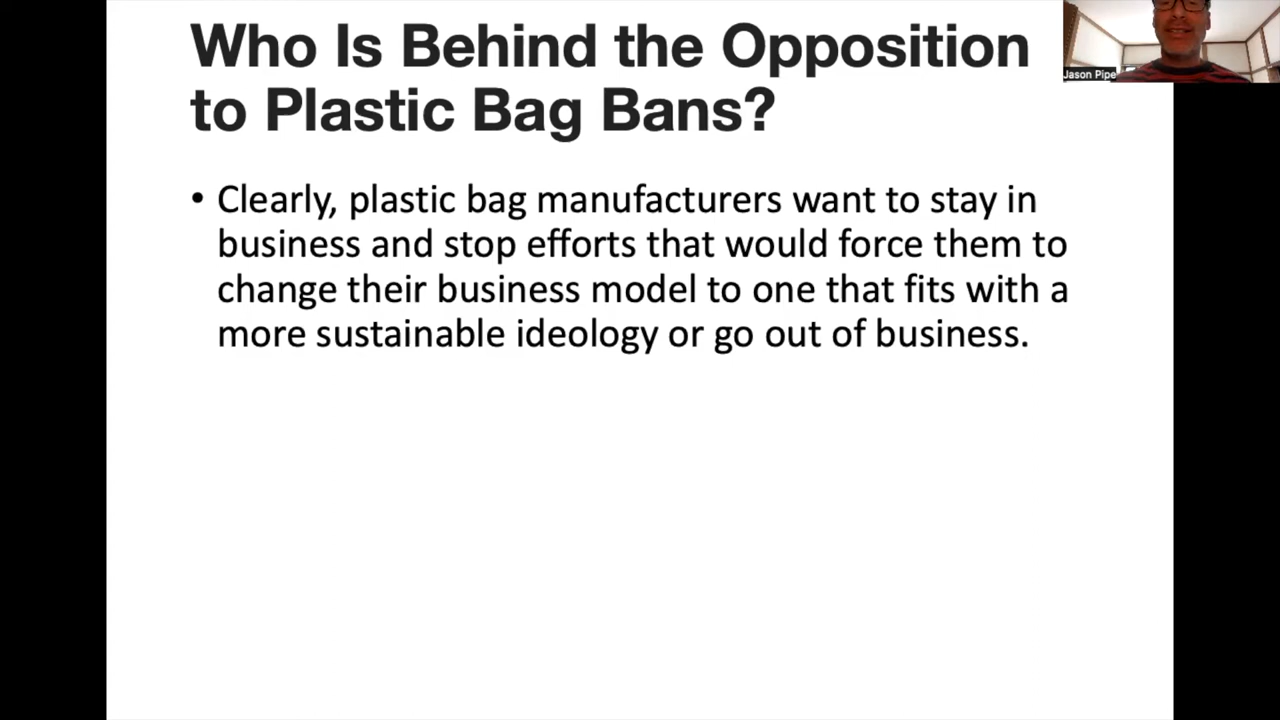 Who Is Behind the Opposition
to Plastic Bag Bans?
Jason Pipe
• Clearly, plastic bag manufacturers want to stay in
business and stop efforts that would force them to
change their business model to one that fits with a
more sustainable ideology or go out of business.